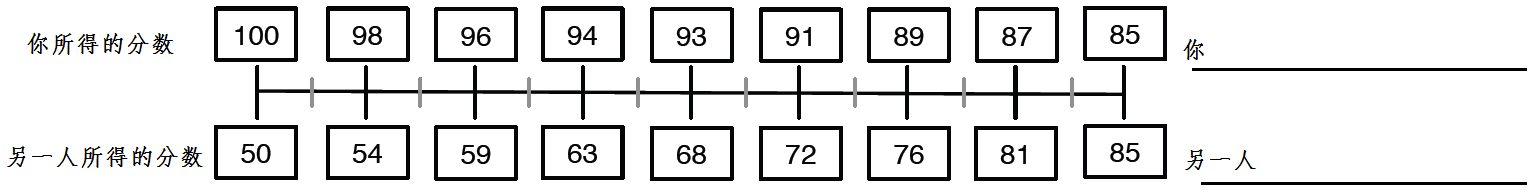 你所得的分数 100 98 96 94 93 91 89 87 85 你
另一人所得的分数 50 54 59 63 68 72 76 81 85 另一人